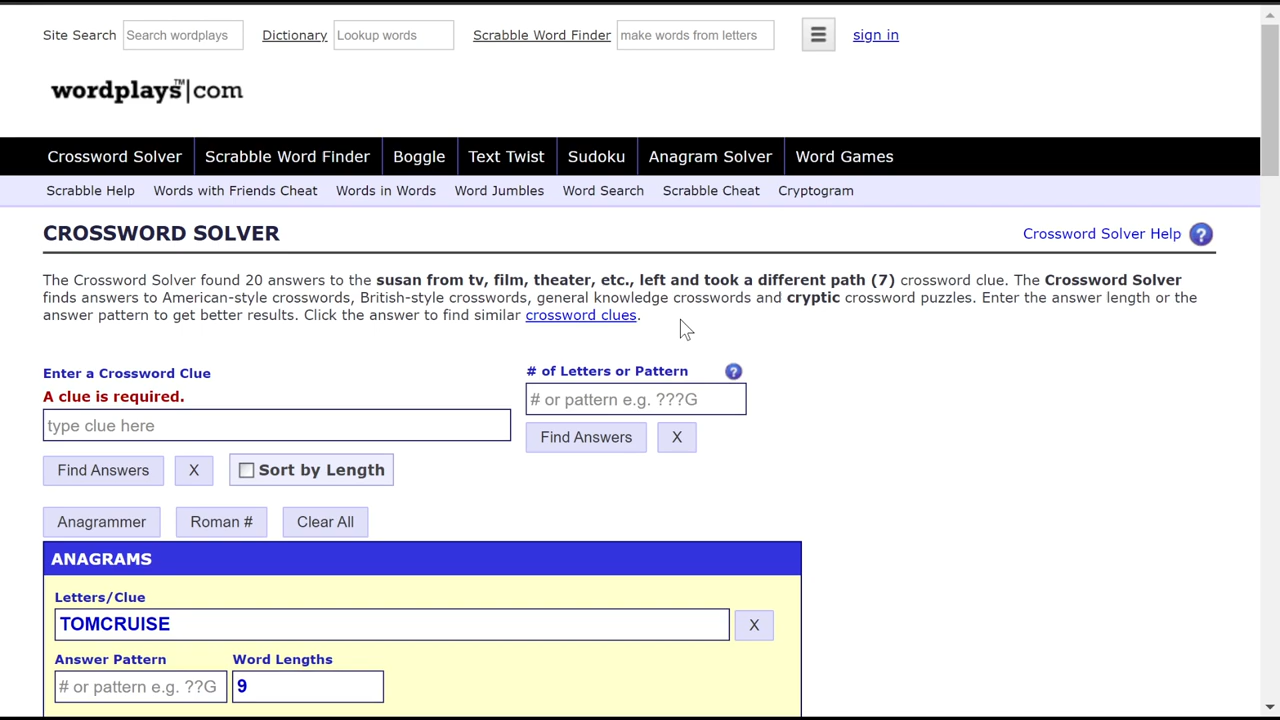 Site Search Search wordplays Dictionary Lookup words Scrabble Word Finder make words from letters sign in
wordplays™|com
Crossword Solver Scrabble Word Finder Boggle Text Twist Sudoku Anagram Solver Word Games
Scrabble Help Words with Friends Cheat Words in Words Word Jumbles Word Search Scrabble Cheat Cryptogram
CROSSWORD SOLVER Crossword Solver Help ?
The Crossword Solver found 20 answers to the susan from tv, film, theater, etc., left and took a different path (7) crossword clue. The Crossword Solver
finds answers to American-style crosswords, British-style crosswords, general knowledge crosswords and cryptic crossword puzzles. Enter the answer length or the
answer pattern to get better results. Click the answer to find similar crossword clues.
Enter a Crossword Clue # of Letters or Pattern ?
A clue is required. # or pattern e.g. ???G
type clue here
Find Answers X
Find Answers X Sort by Length
Anagrammer Roman # Clear All
ANAGRAMS
Letters/Clue
TOMCRUISE X
Answer Pattern Word Lengths
# or pattern e.g. ??G 9